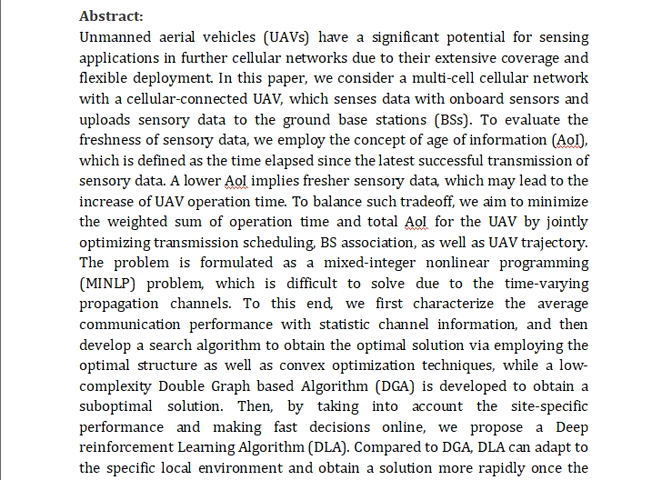 Abstract:
Unmanned aerial vehicles (UAVs) have a significant potential for sensing
applications in further cellular networks due to their extensive coverage and
flexible deployment. In this paper, we consider a multi-cell cellular network
with a cellular-connected UAV, which senses data with onboard sensors and
uploads sensory data to the ground base stations (BSs). To evaluate the
freshness of sensory data, we employ the concept of age of information (AoI),
which is defined as the time elapsed since the latest successful transmission of
sensory data. A lower AoI implies fresher sensory data, which may lead to the
increase of UAV operation time. To balance such tradeoff, we aim to minimize
the weighted sum of operation time and total AoI for the UAV by jointly
optimizing transmission scheduling, BS association, as well as UAV trajectory.
The problem is formulated as a mixed-integer nonlinear programming
(MINLP) problem, which is difficult to solve due to the time-varying
propagation channels. To this end, we first characterize the average
communication performance with statistic channel information, and then
develop a search algorithm to obtain the optimal solution via employing the
optimal structure as well as convex optimization techniques, while a low-
complexity Double Graph based Algorithm (DGA) is developed to obtain a
suboptimal solution. Then, by taking into account the site-specific
performance and making fast decisions online, we propose a Deep
reinforcement Learning Algorithm (DLA). Compared to DGA, DLA can adapt to
the specific local environment and obtain a solution more rapidly once the